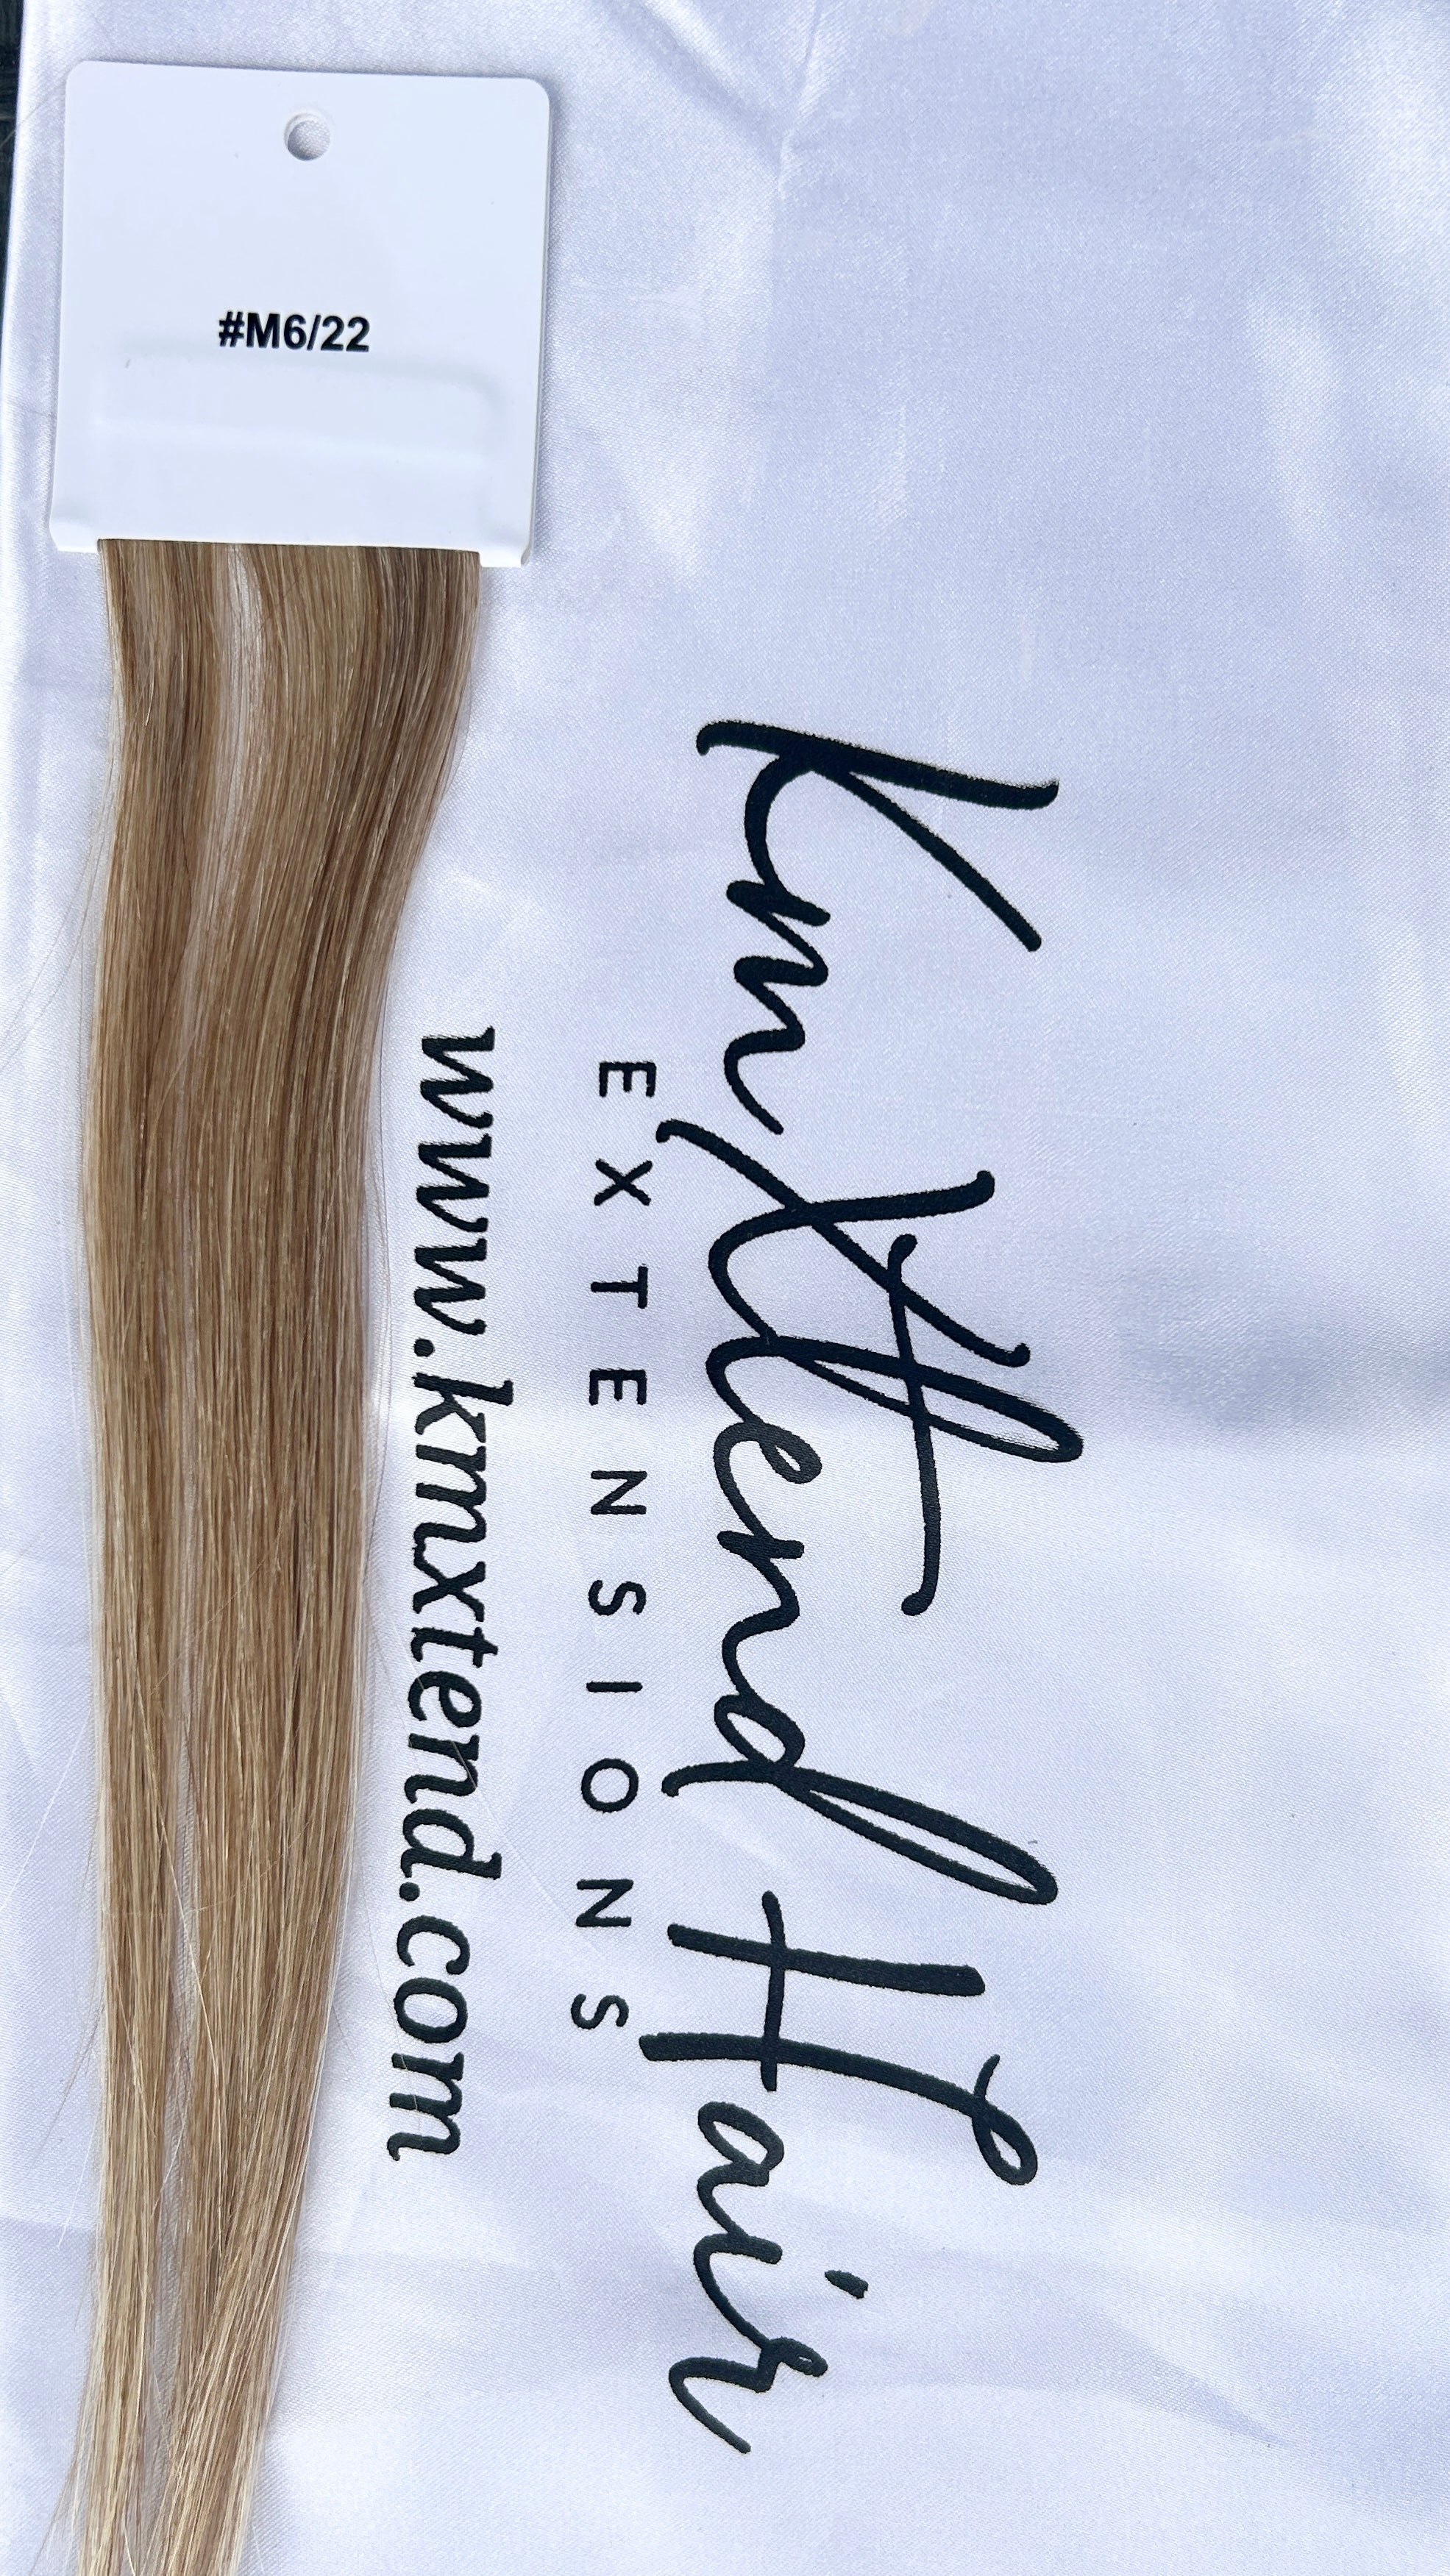 #M6/22
KmXtend Hair
EXTENSIONS
www.kmxtend.com